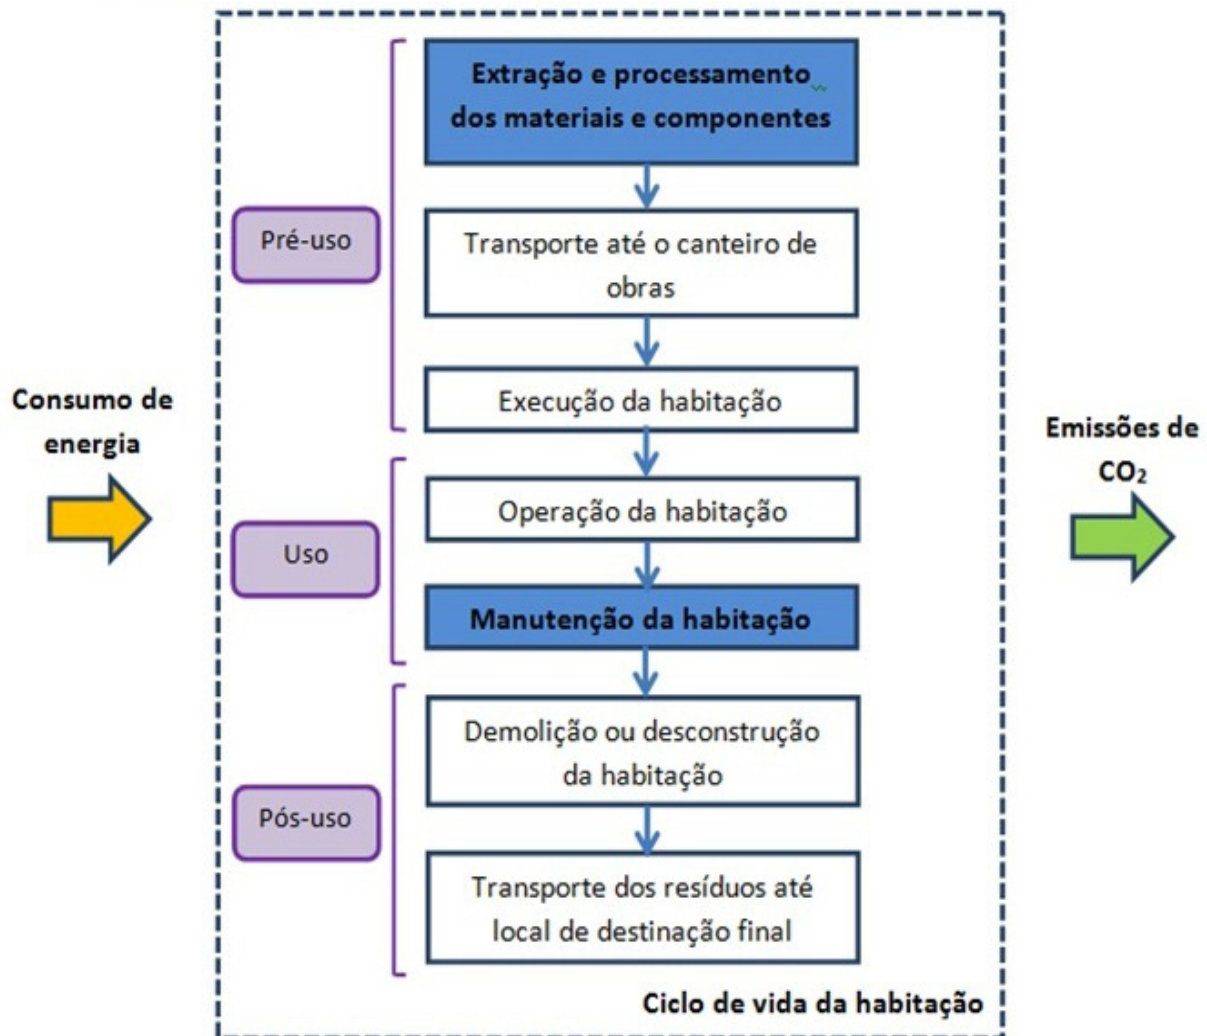 Extração e processamento
dos materiais e componentes
Pré-uso
Transporte até o canteiro de
obras
Execução da habitação
Consumo de
energia
Emissões de
CO₂
Operação da habitação
Uso
Manutenção da habitação
Demolição ou desconstrução
da habitação
Pós-uso
Transporte dos resíduos até
local de destinação final
Ciclo de vida da habitação